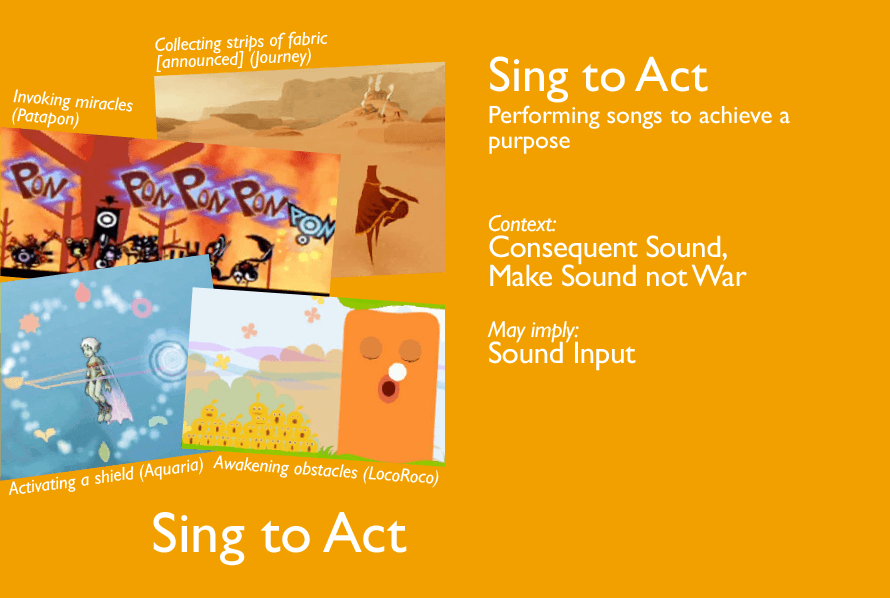 Collecting strips of fabric
[announced] (Journey)
Invoking miracles
(Patapon)
PON PON PON PON PON
Activating a shield (Aquaria)
Awakening obstacles (LocoRoco)
Sing to Act
Sing to Act
Performing songs to achieve a
purpose
Context:
Consequent Sound,
Make Sound not War
May imply:
Sound Input